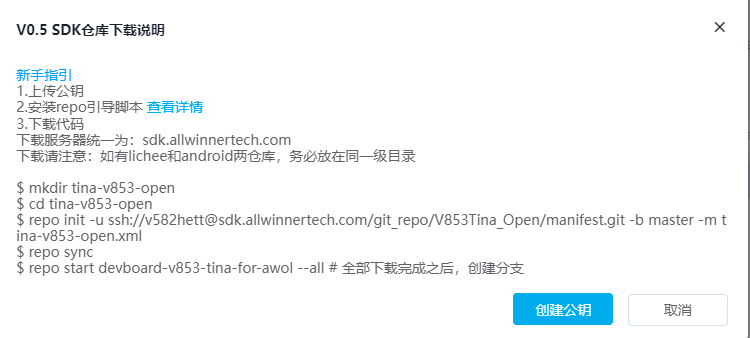 V0.5 SDK仓库下载说明
新手指引
1.上传公钥
2.安装repo引导脚本 查看详情
3.下载代码
下载服务器统一为：sdk.allwinnertech.com
下载请注意：如有lichee和android两仓库，务必放在同一级目录
$ mkdir tina-v853-open
$ cd tina-v853-open
$ repo init -u ssh://v582hett@sdk.allwinnertech.com/git_repo/V853Tina_Open/manifest.git -b master -m t
ina-v853-open.xml
$ repo sync
$ repo start devboard-v853-tina-for-awol --all # 全部下载完成之后，创建分支
创建公钥 取消